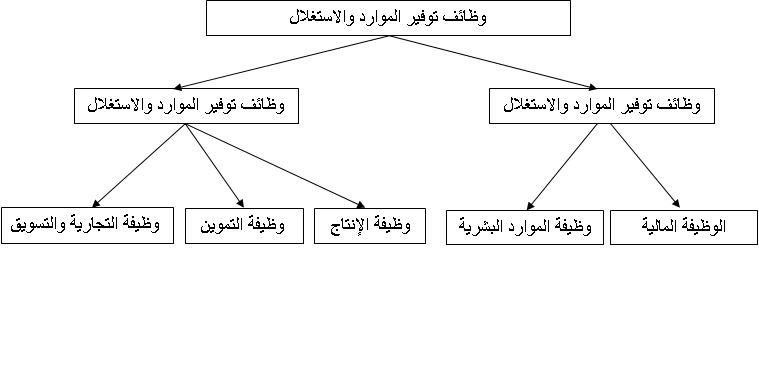 وظائف توفير الموارد والاستغلال
وظائف توفير الموارد والاستغلال
وظائف توفير الموارد والاستغلال
الوظيفة المالية
وظيفة الموارد البشرية
وظيفة الإنتاج
وظيفة التموين
وظيفة التجارية والتسويق